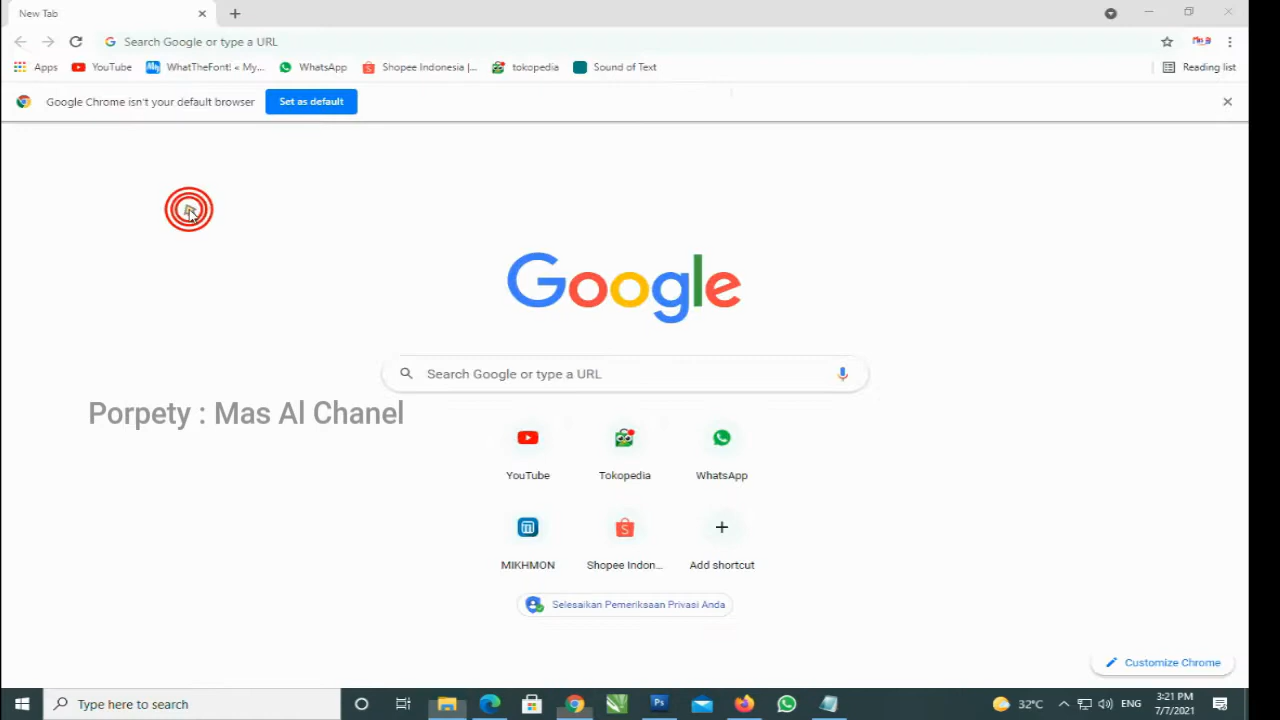 New Tab
Search Google or type a URL
Apps YouTube WhatTheFont! « My... WhatsApp Shopee Indonesia |... tokopedia Sound of Text Reading list
Google Chrome isn't your default browser Set as default
Google
Search Google or type a URL
Porpety : Mas Al Chanel
YouTube Tokopedia WhatsApp
MIKHMON Shopee Indon... Add shortcut
Selesaikan Pemeriksaan Privasi Anda
Customize Chrome
Type here to search Ps 32°C ENG 3:21 PM
7/7/2021